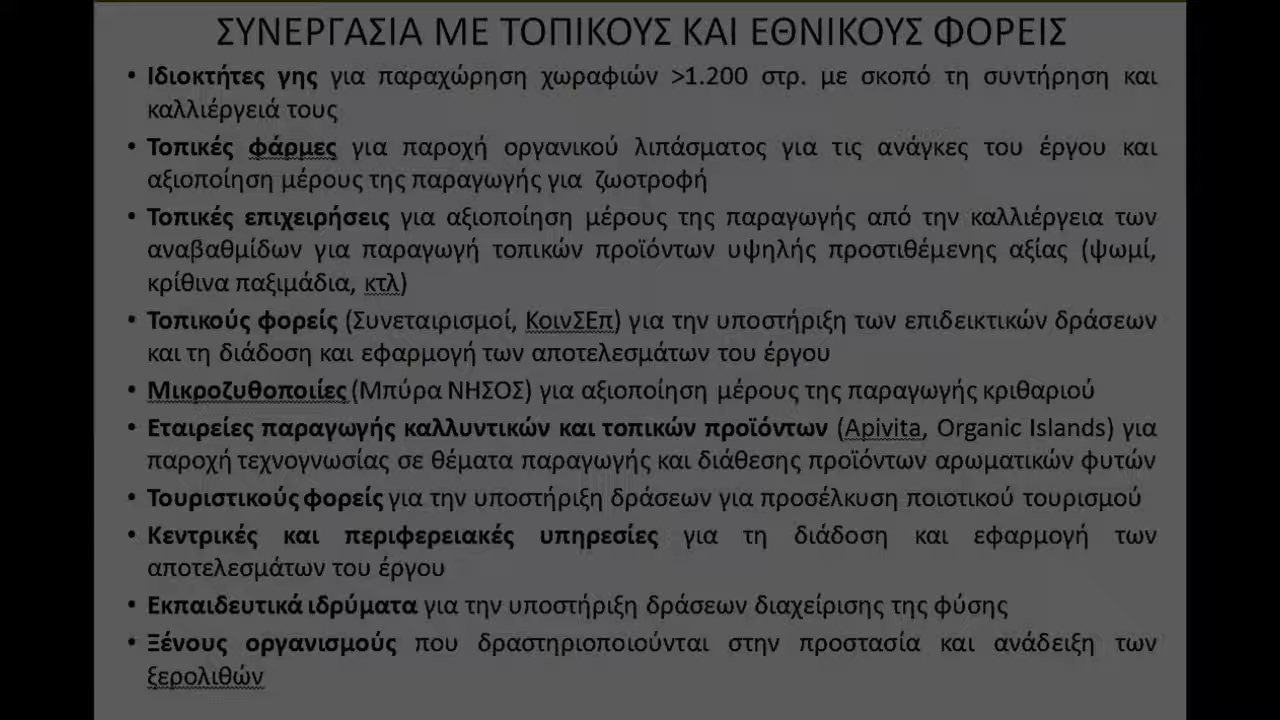 ΣΥΝΕΡΓΑΣΙΑ ΜΕ ΤΟΠΙΚΟΥΣ ΚΑΙ ΕΘΝΙΚΟΥΣ ΦΟΡΕΙΣ
• Ιδιοκτήτες γης για παραχώρηση χωραφιών >1.200 στρ. με σκοπό τη συντήρηση και
καλλιέργειά τους
• Τοπικές φάρμες για παροχή οργανικού λιπάσματος για τις ανάγκες του έργου και
αξιοποίηση μέρους της παραγωγής για ζωοτροφή
• Τοπικές επιχειρήσεις για αξιοποίηση μέρους της παραγωγής από την καλλιέργεια των
αναβαθμίδων για παραγωγή τοπικών προϊόντων υψηλής προστιθέμενης αξίας (ψωμί,
κρίθινα παξιμάδια, κτλ)
• Τοπικούς φορείς (Συνεταιρισμοί, ΚοινΣΕπ) για την υποστήριξη των επιδεικτικών δράσεων
και τη διάδοση και εφαρμογή των αποτελεσμάτων του έργου
• Μικροζυθοποιίες (Μπύρα ΝΗΣΟΣ) για αξιοποίηση μέρους της παραγωγής κριθαριού
• Εταιρείες παραγωγής καλλυντικών και τοπικών προϊόντων (Apivita, Organic Islands) για
παροχή τεχνογνωσίας σε θέματα παραγωγής και διάθεσης προϊόντων αρωματικών φυτών
• Τουριστικούς φορείς για την υποστήριξη δράσεων για προσέλκυση ποιοτικού τουρισμού
• Κεντρικές και περιφερειακές υπηρεσίες για τη διάδοση και εφαρμογή των
αποτελεσμάτων του έργου
• Εκπαιδευτικά ιδρύματα για την υποστήριξη δράσεων διαχείρισης της φύσης
• Ξένους οργανισμούς που δραστηριοποιούνται στην προστασία και ανάδειξη των
ξερολιθών